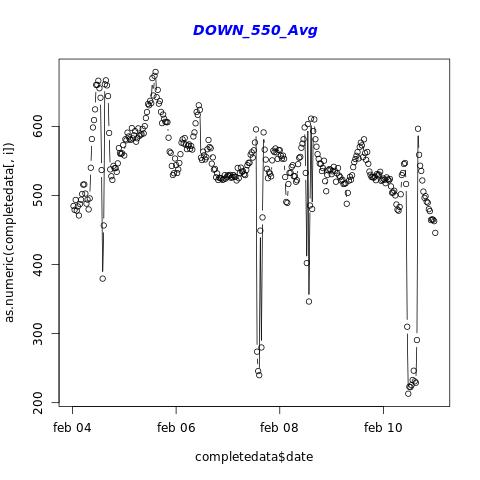 DOWN_550_Avg
as.numeric(completedata[, i])
600
500
400
300
200
feb 04
feb 06
feb 08
feb 10
completedata$date